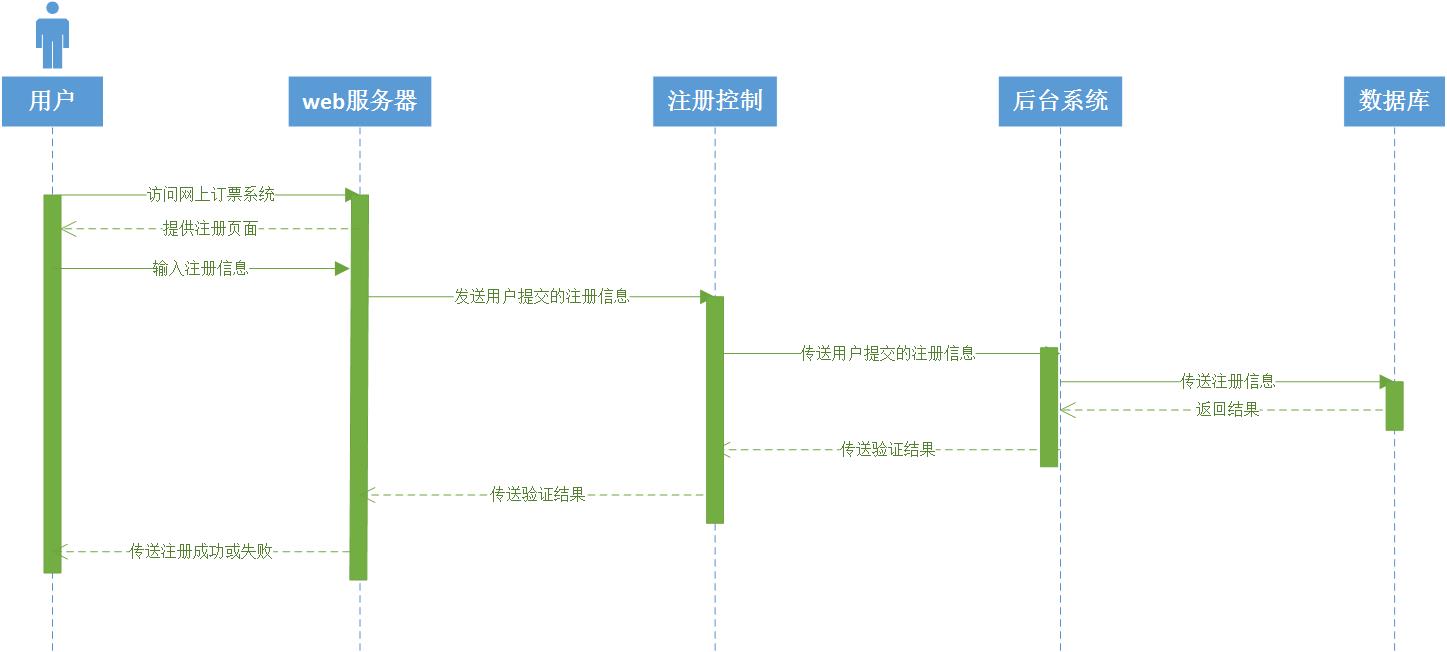 用户
web服务器
注册控制
后台系统
数据库
访问网上订票系统
提供注册页面
输入注册信息
发送用户提交的注册信息
传送用户提交的注册信息
传送注册信息
返回结果
传送验证结果
传送验证结果
传送注册成功或失败